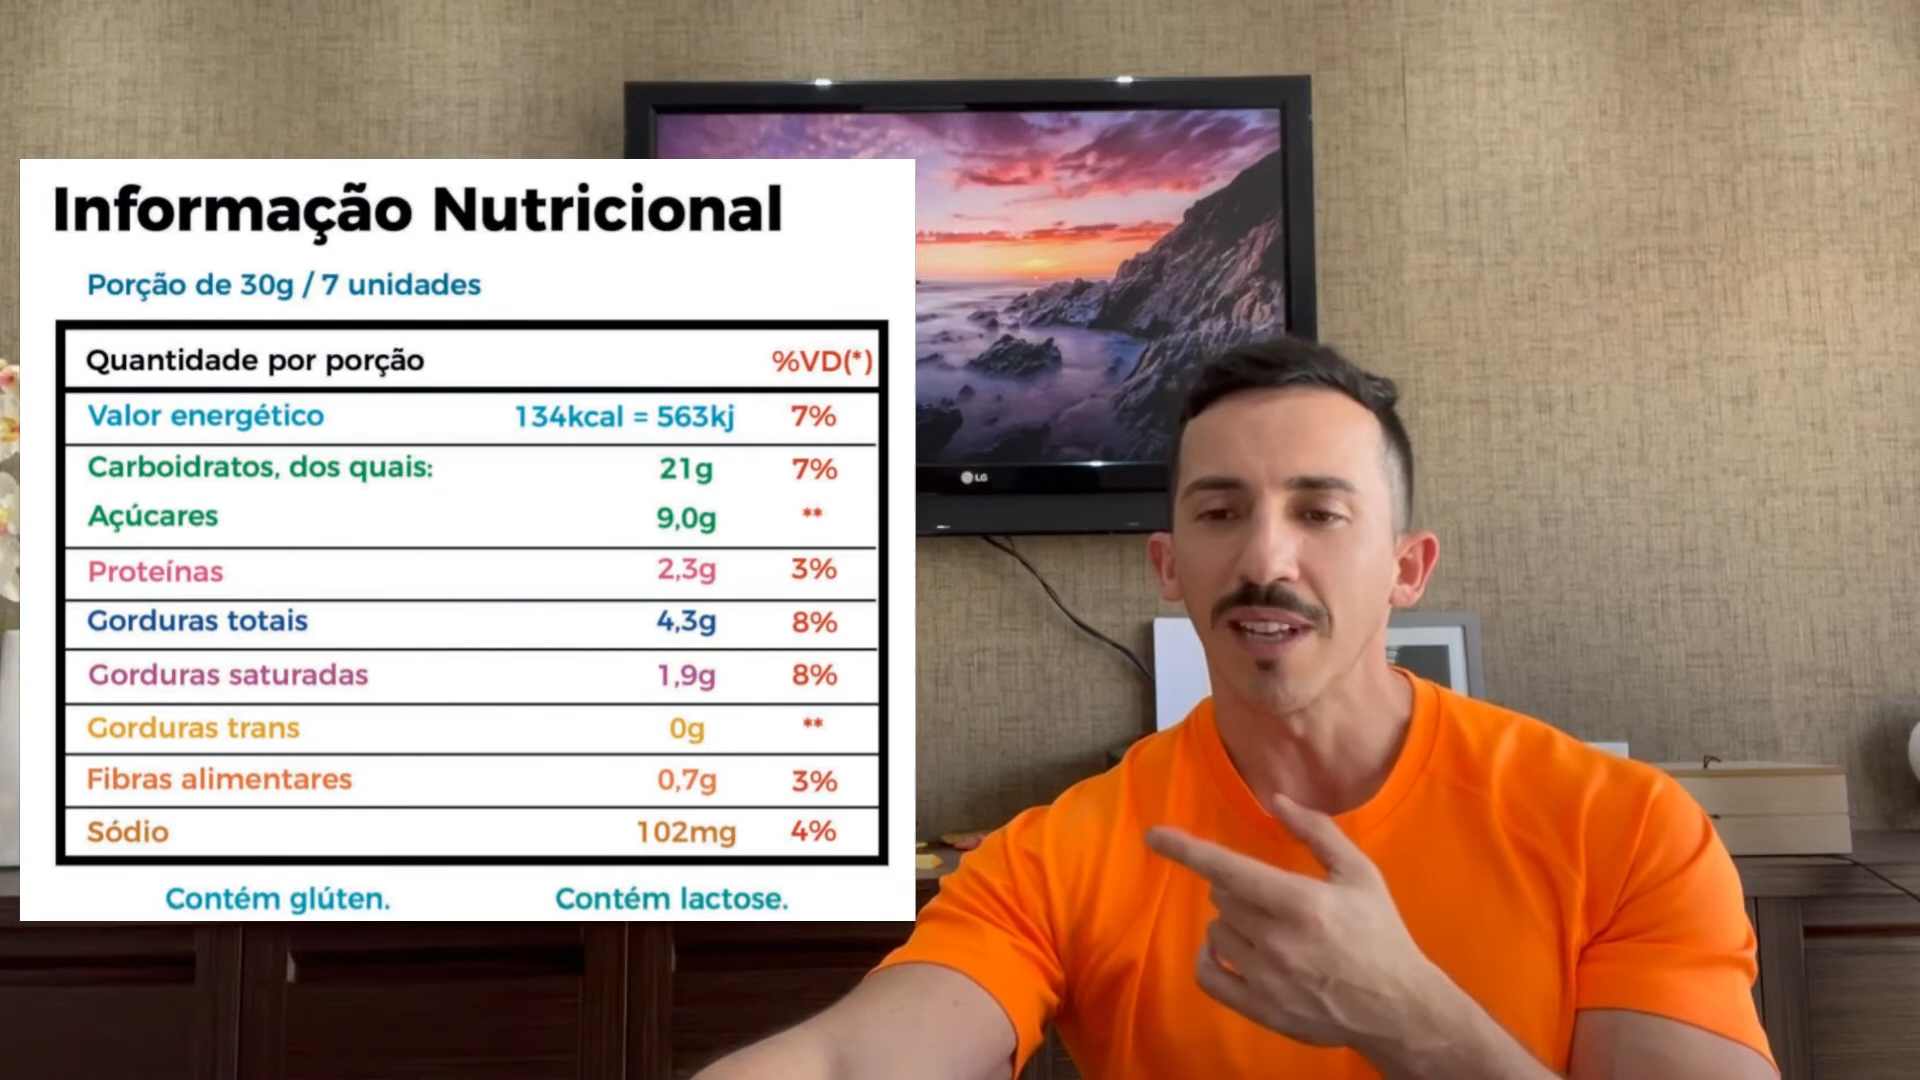 Informação Nutricional
Porção de 30g / 7 unidades
Quantidade por porção %VD(*)
Valor energético 134kcal = 563kj 7%
Carboidratos, dos quais: 21g 7%
Açúcares 9,0g **
Proteínas 2,3g 3%
Gorduras totais 4,3g 8%
Gorduras saturadas 1,9g 8%
Gorduras trans 0g **
Fibras alimentares 0,7g 3%
Sódio 102mg 4%
Contém glúten. Contém lactose.
LG